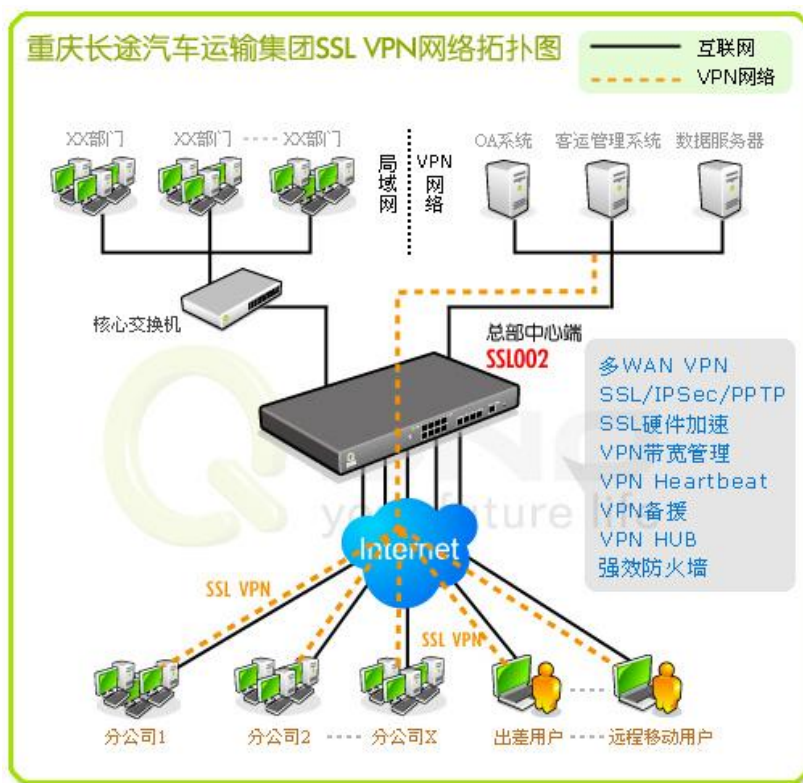 重庆长途汽车运输集团SSL VPN网络拓扑图
互联网
VPN网络
XX部门
XX部门
XX部门
局域网
VPN网络
OA系统
客运管理系统
数据服务器
核心交换机
总部中心端
SSL002
多WAN VPN
SSL/IPSec/PPTP
SSL硬件加速
VPN带宽管理
VPN Heartbeat
VPN备援
VPN HUB
强效防火墙
your future life
Internet
SSL VPN
SSL VPN
分公司1
分公司2
分公司X
出差用户
远程移动用户